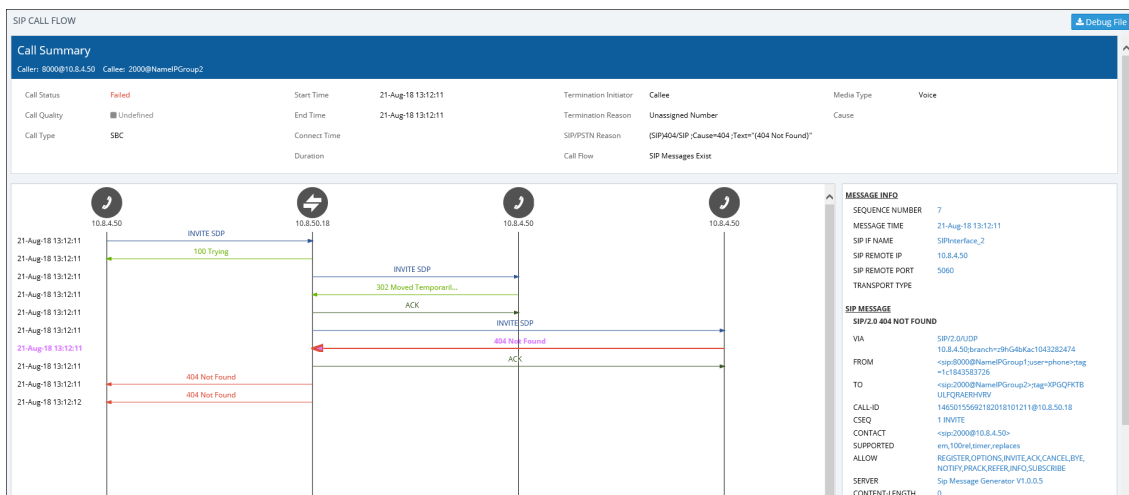 SIP CALL FLOW
Debug File
Call Summary
Caller: 8000@10.8.4.50 Callee: 2000@NameIPGroup2
Call Status Failed Start Time 21-Aug-18 13:12:11 Termination Initiator Callee Media Type Voice
Call Quality Undefined End Time 21-Aug-18 13:12:11 Termination Reason Unassigned Number Cause
Call Type SBC Connect Time SIP/PSTN Reason (SIP)404/SIP ;Cause=404 ;Text="(404 Not Found)"
Duration Call Flow SIP Messages Exist
10.8.4.50 10.8.50.18 10.8.4.50 10.8.4.50
INVITE SDP
21-Aug-18 13:12:11
100 Trying
21-Aug-18 13:12:11
INVITE SDP
21-Aug-18 13:12:11
302 Moved Temporaril...
21-Aug-18 13:12:11
ACK
21-Aug-18 13:12:11
INVITE SDP
21-Aug-18 13:12:11
404 Not Found
21-Aug-18 13:12:11
ACK
21-Aug-18 13:12:11
404 Not Found
21-Aug-18 13:12:11
404 Not Found
21-Aug-18 13:12:12
MESSAGE INFO
SEQUENCE NUMBER 7
MESSAGE TIME 21-Aug-18 13:12:11
SIP IF NAME SIPInterface_2
SIP REMOTE IP 10.8.4.50
SIP REMOTE PORT 5060
TRANSPORT TYPE
SIP MESSAGE
SIP/2.0 404 NOT FOUND
VIA SIP/2.0/UDP
10.8.4.50;branch=z9hG4bKac1043282474
FROM <sip:8000@NameIPGroup1;user=phone>;tag
=1c1843583726
TO <sip:2000@NameIPGroup2>;tag=XPGQFKTB
ULFQRAERHVRV
CALL-ID 14650155692182018101211@10.8.50.18
CSEQ 1 INVITE
CONTACT <sip:2000@10.8.4.50>
SUPPORTED em,100rel,timer,replaces
ALLOW REGISTER,OPTIONS,INVITE,ACK,CANCEL,BYE,
NOTIFY,PRACK,REFER,INFO,SUBSCRIBE
SERVER Sip Message Generator V1.0.0.5
CONTENT-LENGTH 0